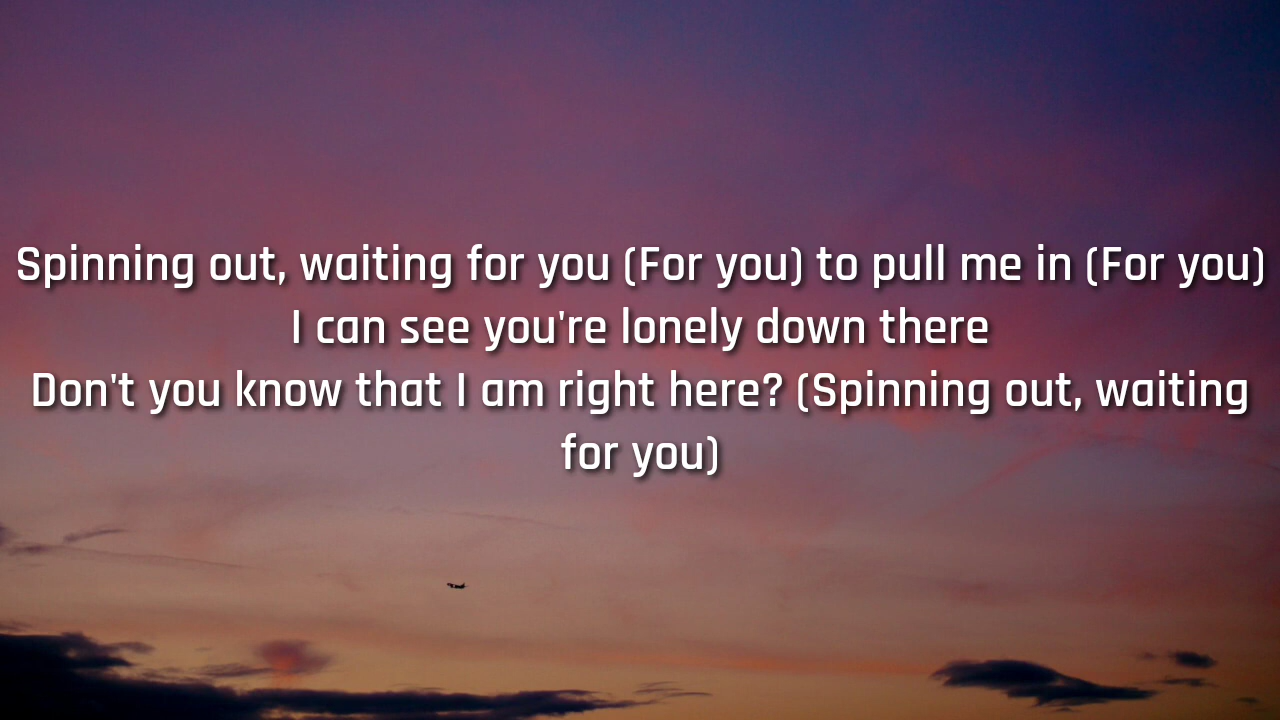 Spinning out, waiting for you (For you) to pull me in (For you)
I can see you're lonely down there
Don't you know that I am right here? (Spinning out, waiting
for you)